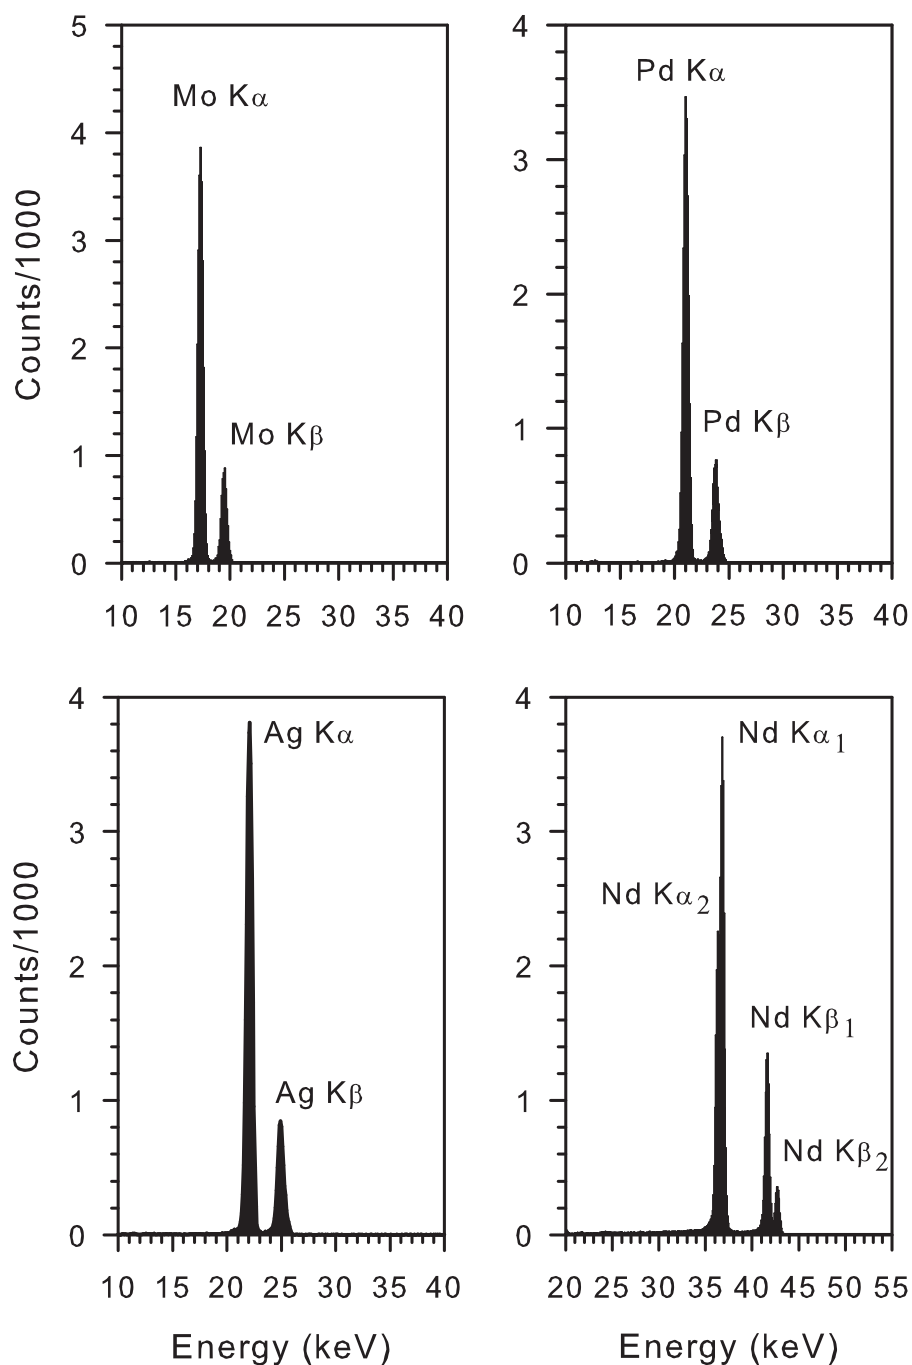 5
4
3
2
1
0
Counts/1000
Mo Kα
Mo Kβ
10 15 20 25 30 35 40
4
3
2
1
0
Pd Kα
Pd Kβ
10 15 20 25 30 35 40
4
3
2
1
0
Counts/1000
Ag Kα
Ag Kβ
10 15 20 25 30 35 40
Energy (keV)
4
3
2
1
0
Nd Kα1
Nd Kα2
Nd Kβ1
Nd Kβ2
20 25 30 35 40 45 50 55
Energy (keV)